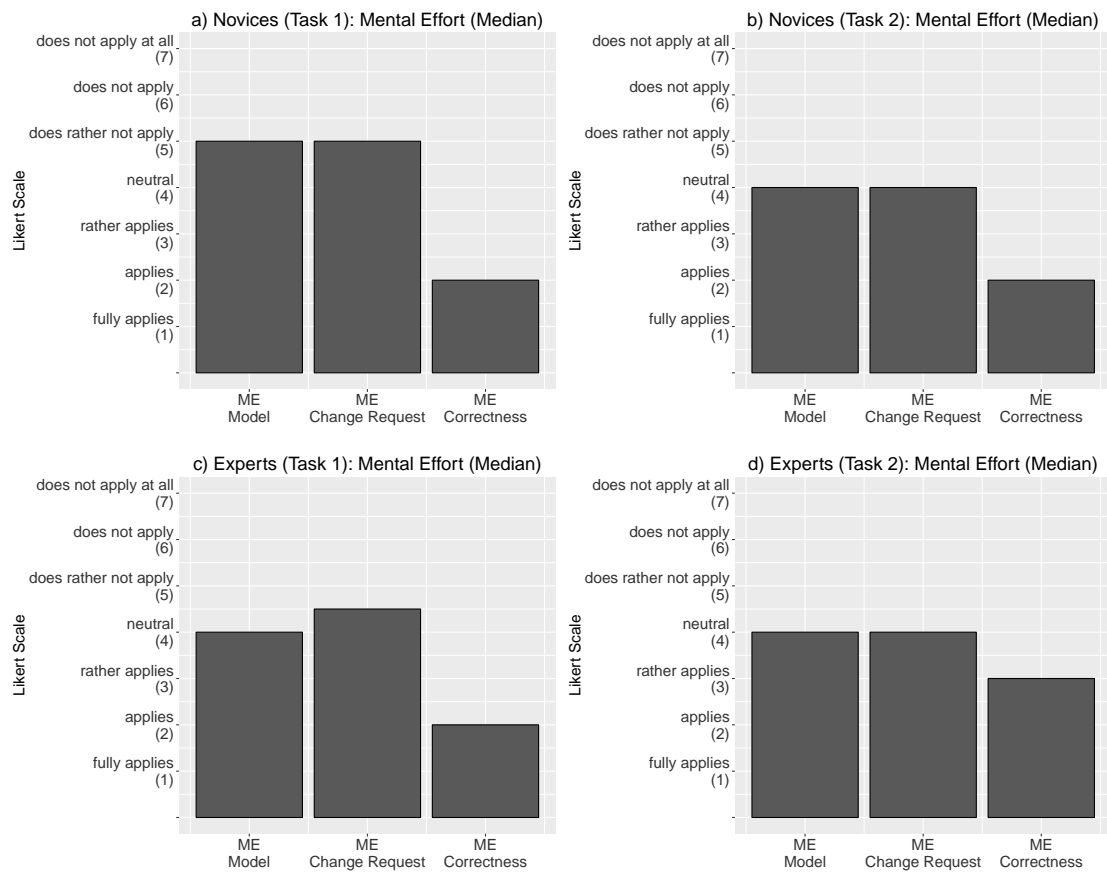 a) Novices (Task 1): Mental Effort (Median)
does not apply at all
(7)
does not apply
(6)
does rather not apply
(5)
neutral
(4)
rather applies
(3)
applies
(2)
fully applies
(1)
Likert Scale
ME
Model
ME
Change Request
ME
Correctness
b) Novices (Task 2): Mental Effort (Median)
does not apply at all
(7)
does not apply
(6)
does rather not apply
(5)
neutral
(4)
rather applies
(3)
applies
(2)
fully applies
(1)
Likert Scale
ME
Model
ME
Change Request
ME
Correctness
c) Experts (Task 1): Mental Effort (Median)
does not apply at all
(7)
does not apply
(6)
does rather not apply
(5)
neutral
(4)
rather applies
(3)
applies
(2)
fully applies
(1)
Likert Scale
ME
Model
ME
Change Request
ME
Correctness
d) Experts (Task 2): Mental Effort (Median)
does not apply at all
(7)
does not apply
(6)
does rather not apply
(5)
neutral
(4)
rather applies
(3)
applies
(2)
fully applies
(1)
Likert Scale
ME
Model
ME
Change Request
ME
Correctness